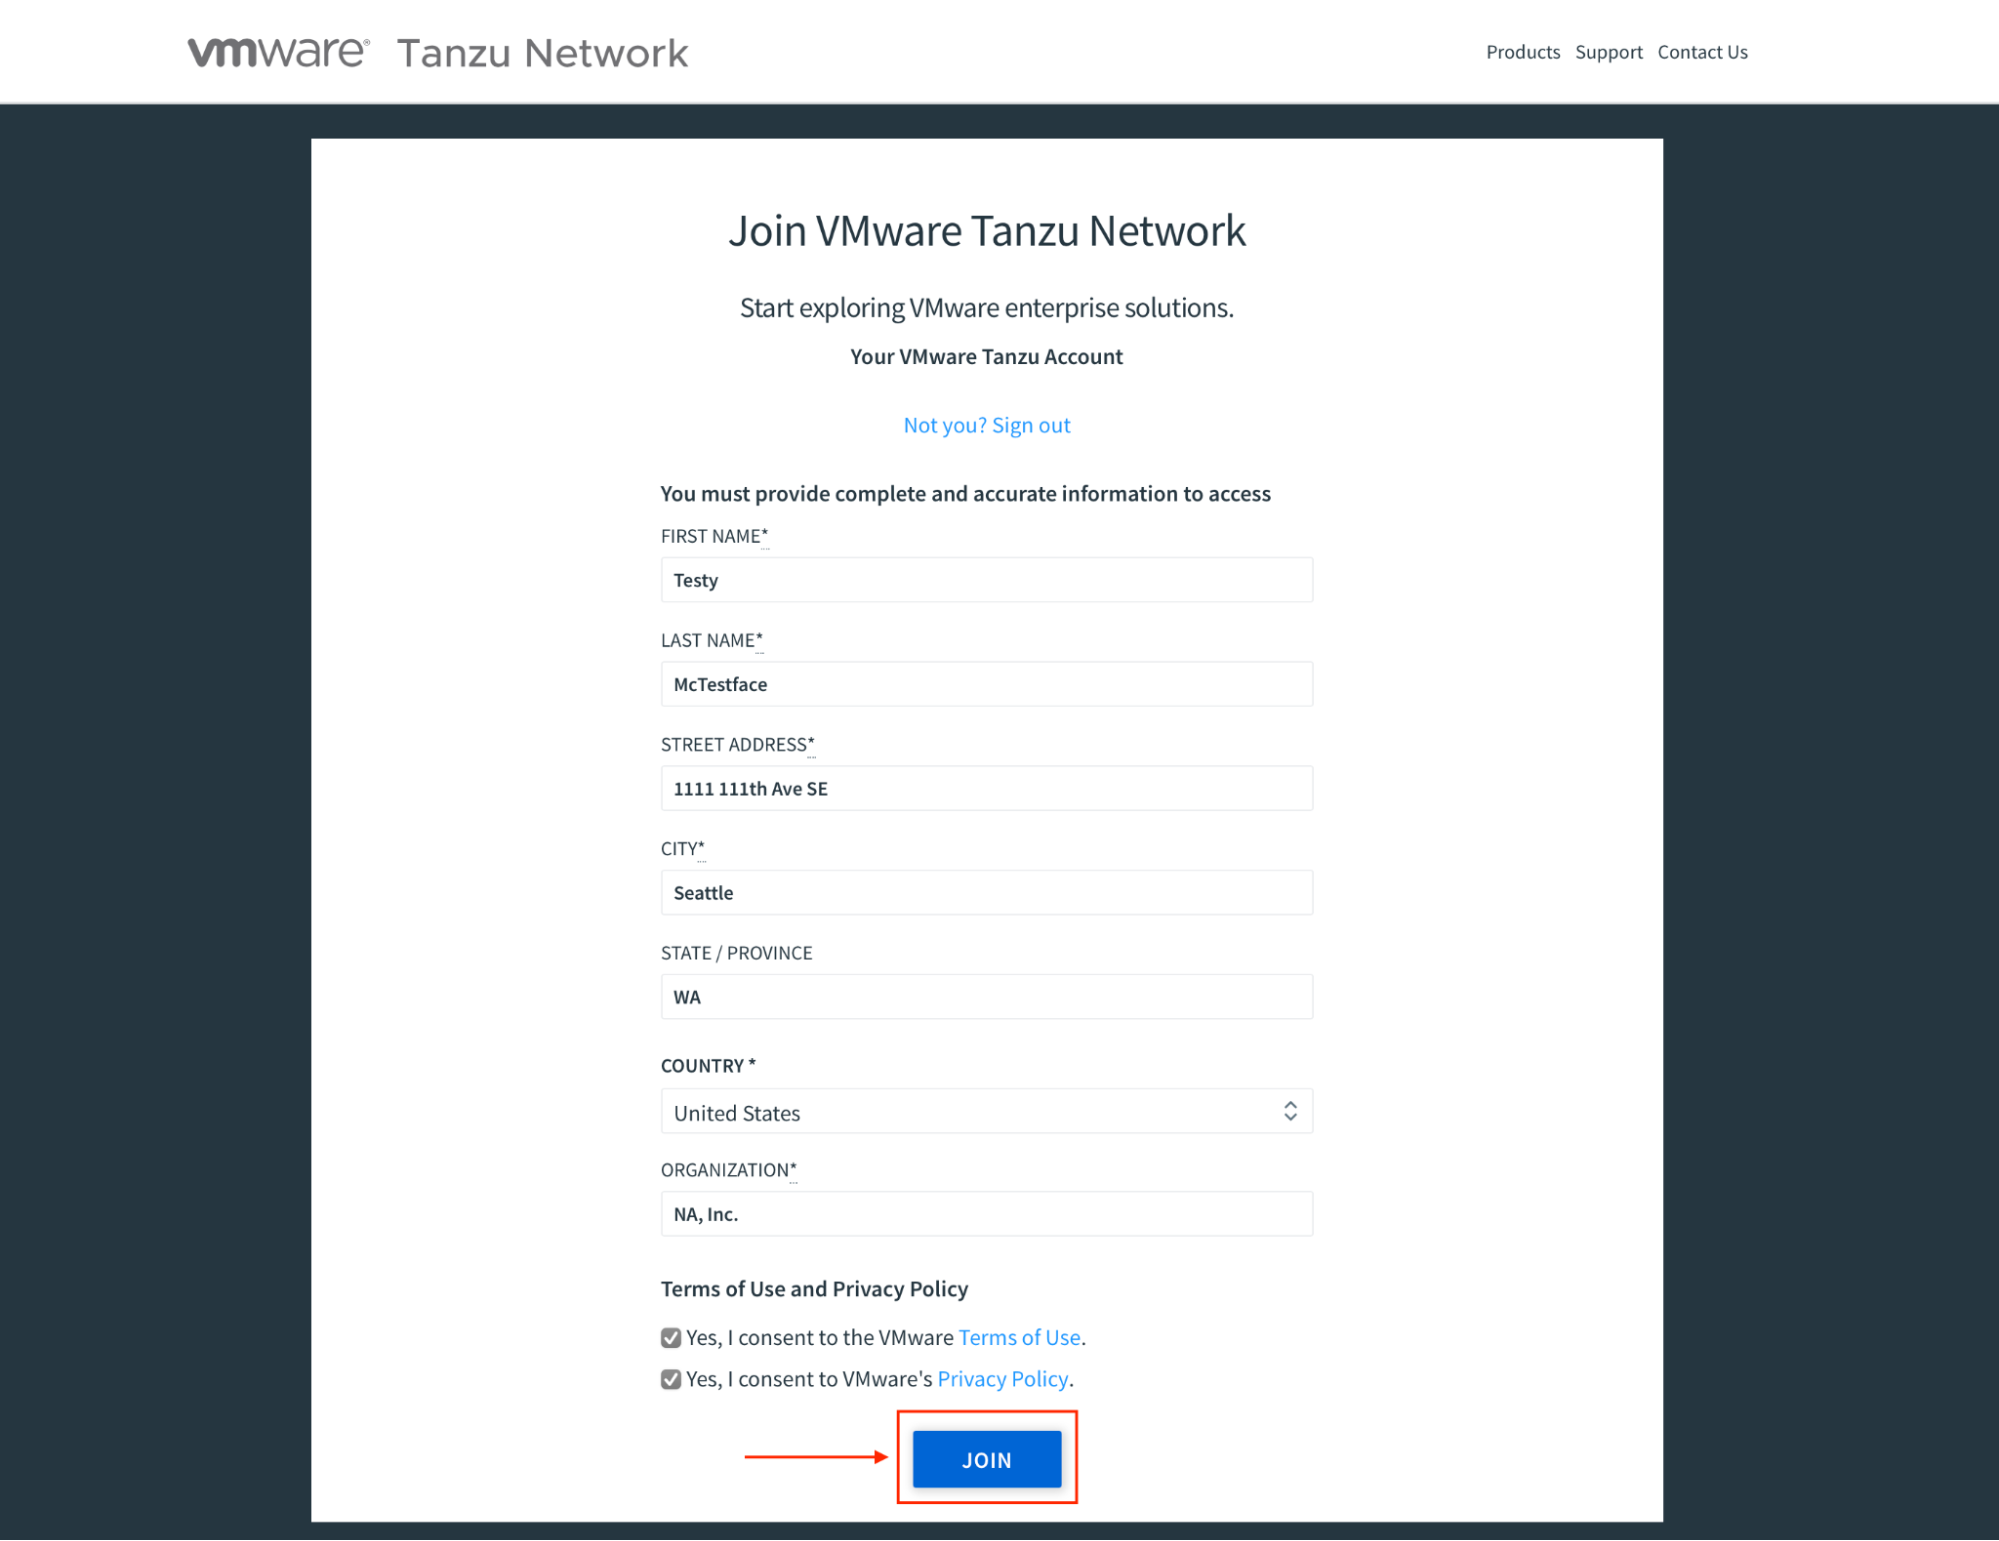 vmware® Tanzu Network
Products Support Contact Us
Join VMware Tanzu Network
Start exploring VMware enterprise solutions.
Your VMware Tanzu Account
Not you? Sign out
You must provide complete and accurate information to access
FIRST NAME*
Testy
LAST NAME*
McTestface
STREET ADDRESS*
1111 111th Ave SE
CITY*
Seattle
STATE / PROVINCE
WA
COUNTRY *
United States
ORGANIZATION*
NA, Inc.
Terms of Use and Privacy Policy
Yes, I consent to the VMware Terms of Use.
Yes, I consent to VMware's Privacy Policy.
JOIN